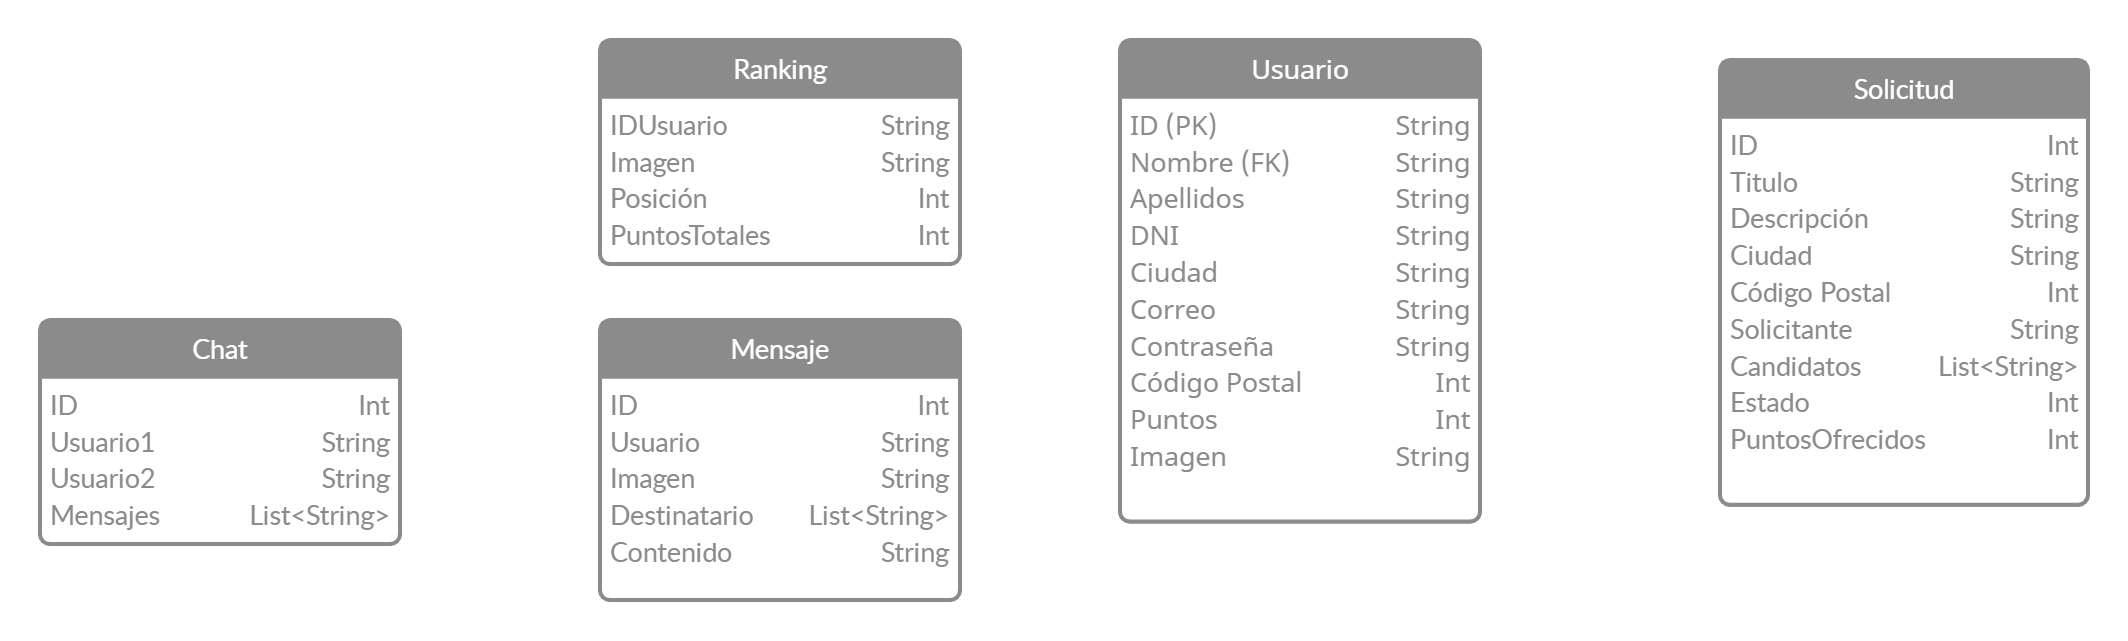 Ranking
IDUsuario String
Imagen String
Posición Int
PuntosTotales Int
Usuario
ID (PK) String
Nombre (FK) String
Apellidos String
DNI String
Ciudad String
Correo String
Contraseña String
Código Postal Int
Puntos Int
Imagen String
Solicitud
ID Int
Titulo String
Descripción String
Ciudad String
Código Postal Int
Solicitante String
Candidatos List<String>
Estado Int
PuntosOfrecidos Int
Chat
ID Int
Usuario1 String
Usuario2 String
Mensajes List<String>
Mensaje
ID Int
Usuario String
Imagen String
Destinatario List<String>
Contenido String